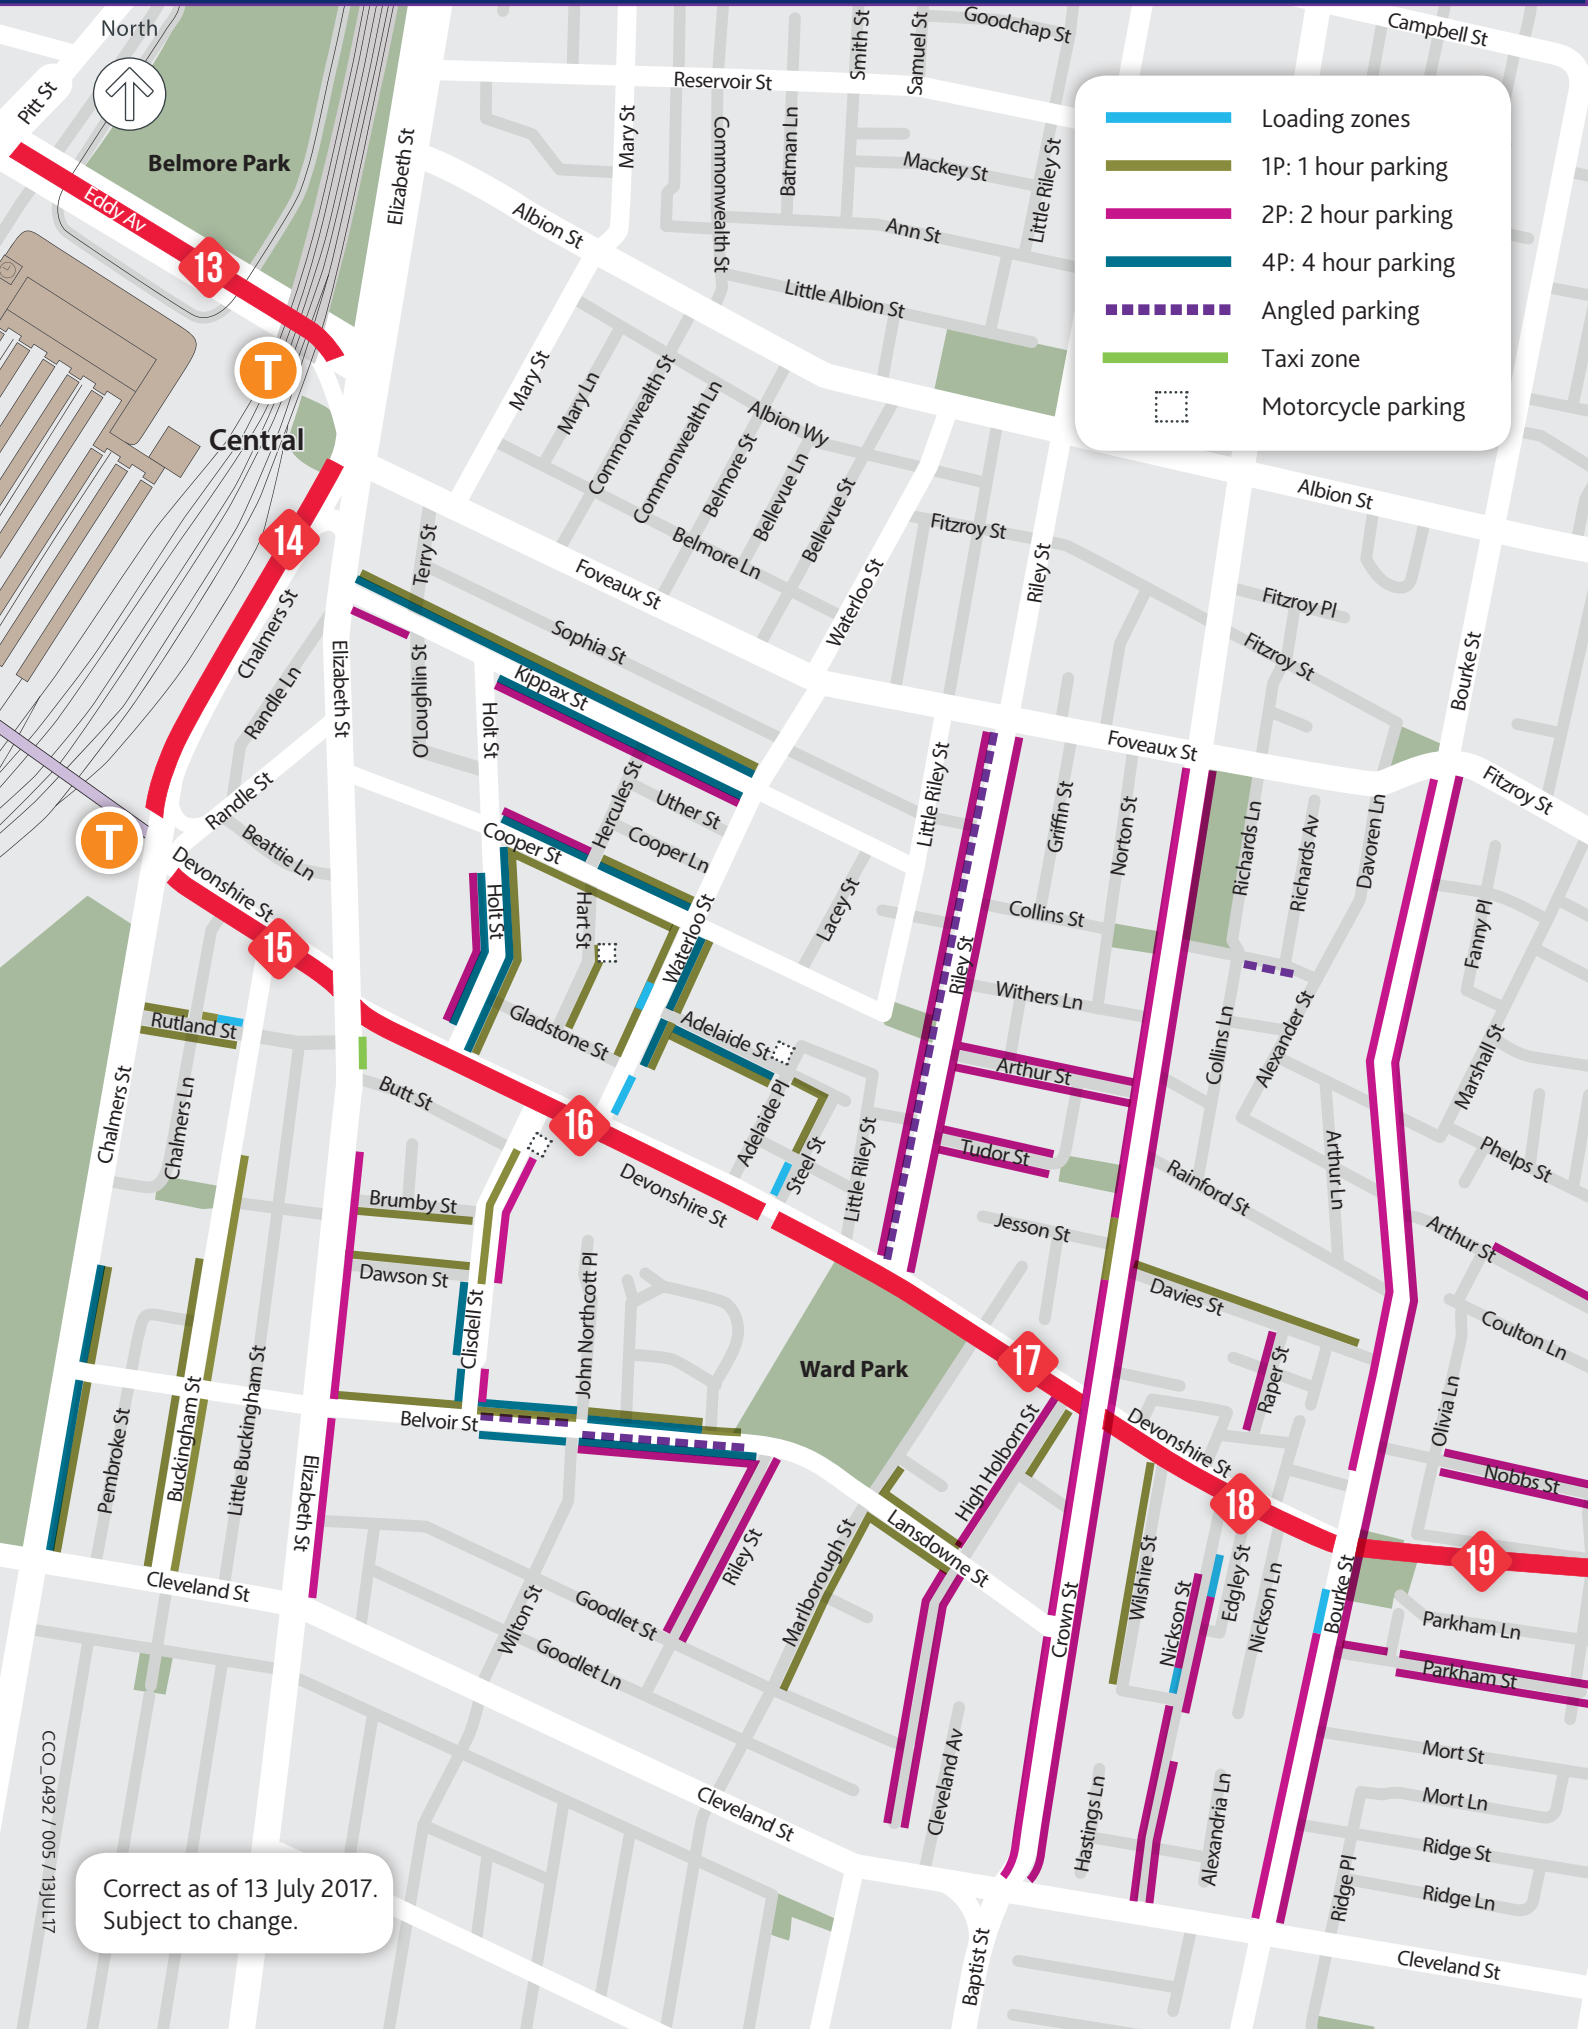 North
Pitt St
Belmore Park
Eddy Av
13
T
Central
14
Elizabeth St
Reservoir St
Mary St
Commonwealth St
Batman Ln
Smith St
Samuel St
Goodchap St
Mackey St
Little Riley St
Ann St
Albion St
Little Albion St
Campbell St
Loading zones
1P: 1 hour parking
2P: 2 hour parking
4P: 4 hour parking
Angled parking
Taxi zone
Motorcycle parking
Mary St
Mary Ln
Commonwealth St
Commonwealth Ln
Belmore St
Albion Wy
Bellevue Ln
Bellevue St
Belmore Ln
Fitzroy St
Albion St
Terry St
Foveaux St
Waterloo St
Riley St
Fitzroy Pl
Fitzroy St
Bourke St
Chalmers St
Randle Ln
Elizabeth St
O'Loughlin St
Sophia St
Kippax St
Holt St
Foveaux St
Fitzroy St
Randle St
Beattie Ln
T
Devonshire St
15
Hercules St
Uther St
Cooper Ln
Cooper St
Little Riley St
Griffin St
Norton St
Richards Ln
Richards Av
Davoren Ln
Holt St
Hart St
Waterloo St
Lacey St
Riley St
Collins St
Withers Ln
Fanny Pl
Rutland St
Gladstone St
Adelaide St
Arthur St
Collins Ln
Alexander St
Marshall St
Chalmers St
Chalmers Ln
Butt St
16
Adelaide Pl
Steel St
Little Riley St
Tudor St
Rainford St
Arthur Ln
Phelps St
Brumby St
Devonshire St
Dawson St
Jesson St
Arthur St
Clisdell St
John Northcott Pl
Davies St
Coulton Ln
Ward Park
17
Raper St
Olivia Ln
Pembroke St
Buckingham St
Little Buckingham St
Elizabeth St
Belvoir St
High Holborn St
Devonshire St
18
Nobbs St
19
Riley St
Marlborough St
Lansdowne St
Cleveland St
Wilton St
Goodlet St
Goodlet Ln
Crown St
Wilshire St
Nickson St
Edgley St
Nickson Ln
Bourke St
Parkham Ln
Parkham St
Cleveland St
Cleveland Av
Hastings Ln
Alexandria Ln
Mort St
Mort Ln
Ridge St
Ridge Ln
Ridge Pl
Baptist St
Cleveland St
CCO_0492 / 005 / 13JUL17
Correct as of 13 July 2017.
Subject to change.